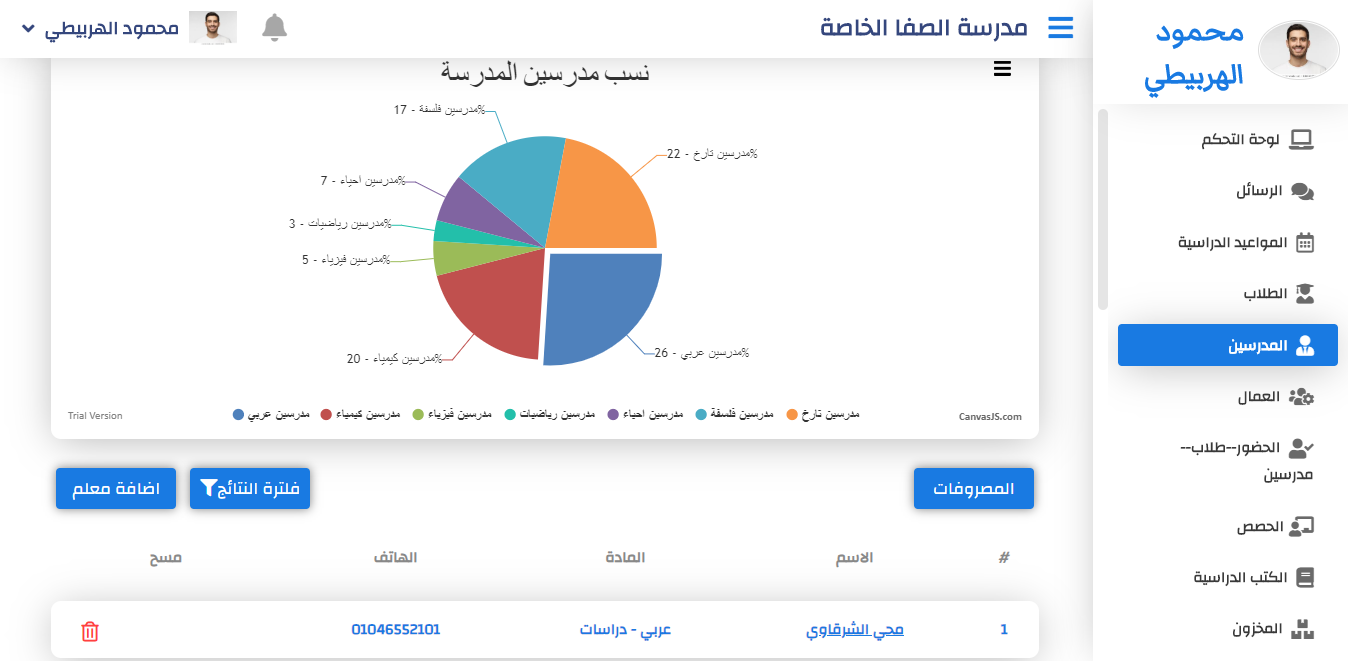 محمود
الهربيطي
مدرسة الصفا الخاصة
محمود الهربيطي
لوحة التحكم
الرسائل
المواعيد الدراسية
الطلاب
المدرسين
العمال
الحضور--طلاب--
مدرسين
الحصص
الكتب الدراسية
المخزون
نسب مدرسين المدرسة
%مدرسين فلسفة - 17
%مدرسين تارخ - 22
%مدرسين احياء - 7
%مدرسين رياضيات - 3
%مدرسين فيزياء - 5
%مدرسين كيمياء - 20
%مدرسين عربي - 26
مدرسين تارخ مدرسين فلسفة مدرسين احياء مدرسين رياضيات مدرسين فيزياء مدرسين كيمياء مدرسين عربي
CanvasJS.com
Trial Version
المصروفات
فلترة النتائج
اضافة معلم
# الاسم المادة الهاتف مسح
1 محي الشرقاوي عربي - دراسات 01046552101